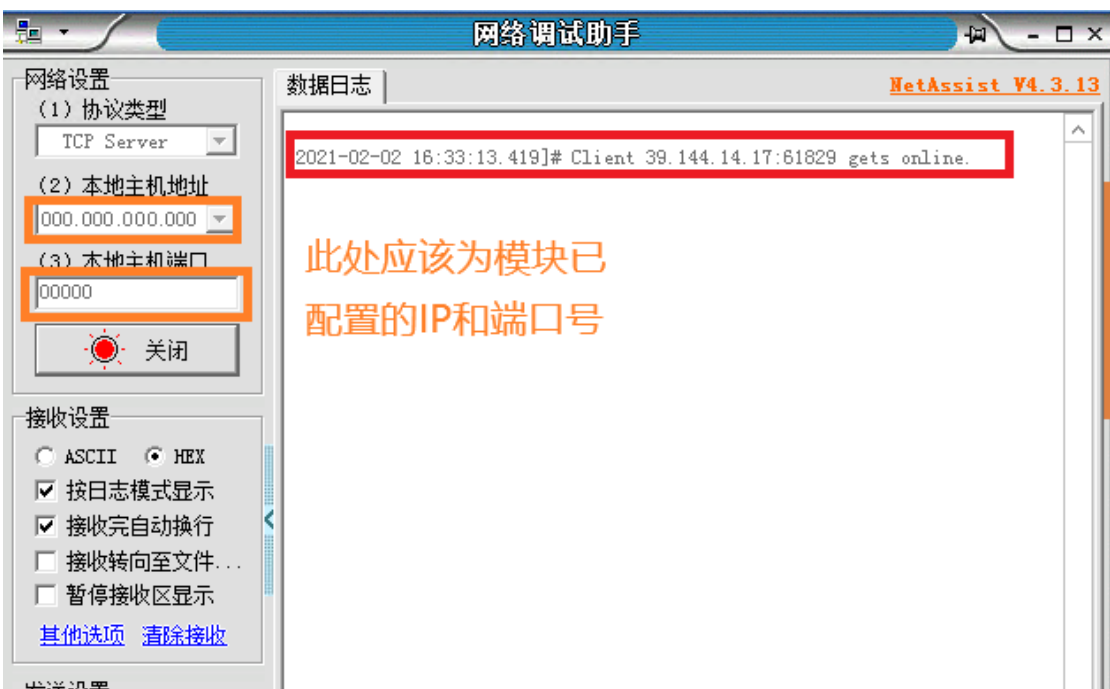 网络调试助手
网络设置
(1) 协议类型
TCP Server
(2) 本地主机地址
000.000.000.000
(3) 本地主机端口
00000
关闭
接收设置
ASCII HEX
按日志模式显示
接收完自动换行
接收转向至文件...
暂停接收区显示
其他选项 清除接收
发送设置
数据日志
NetAssist V4.3.13
2021-02-02 16:33:13.419]# Client 39.144.14.17:61829 gets online.
此处应该为模块已
配置的IP和端口号